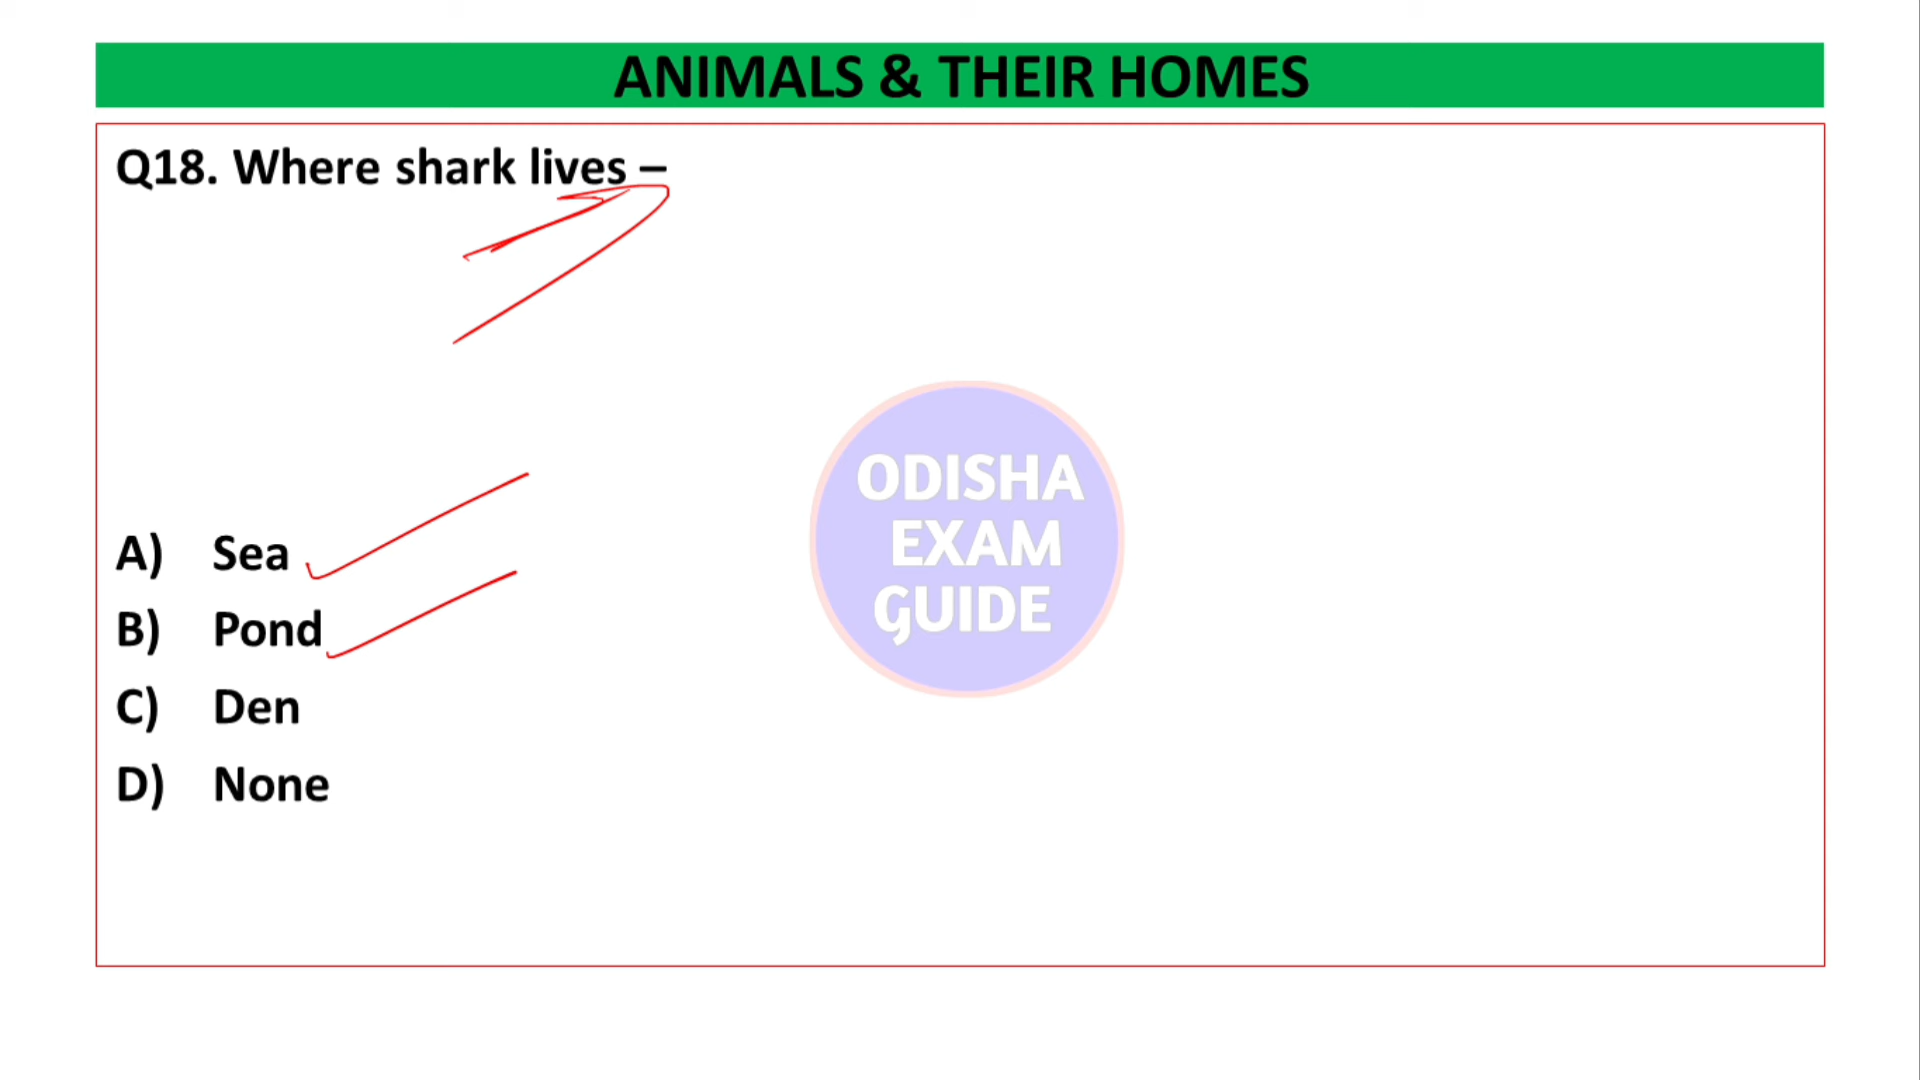 ANIMALS & THEIR HOMES
Q18. Where shark lives –
A) Sea
B) Pond
C) Den
D) None
ODISHA
EXAM
GUIDE